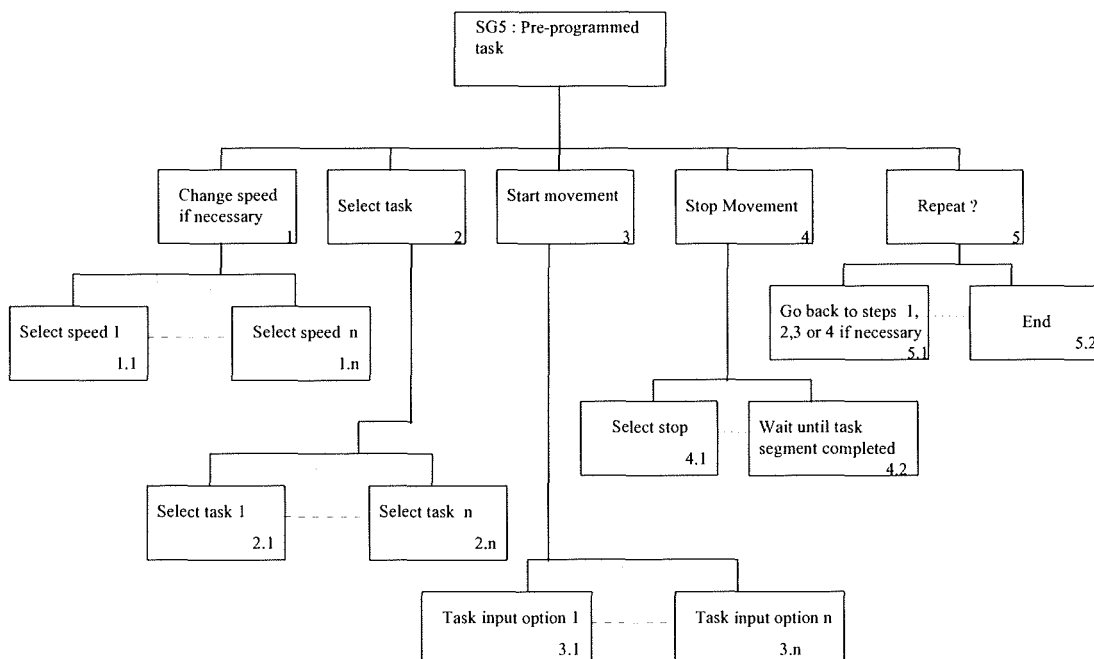 SG5 : Pre-programmed
task
Change speed
if necessary
1
Select task
2
Start movement
3
Stop Movement
4
Repeat ?
5
Select speed 1
1.1
Select speed n
1.n
Go back to steps 1,
2,3 or 4 if necessary
5.1
End
5.2
Select stop
4.1
Wait until task
segment completed
4.2
Select task 1
2.1
Select task n
2.n
Task input option 1
3.1
Task input option n
3.n